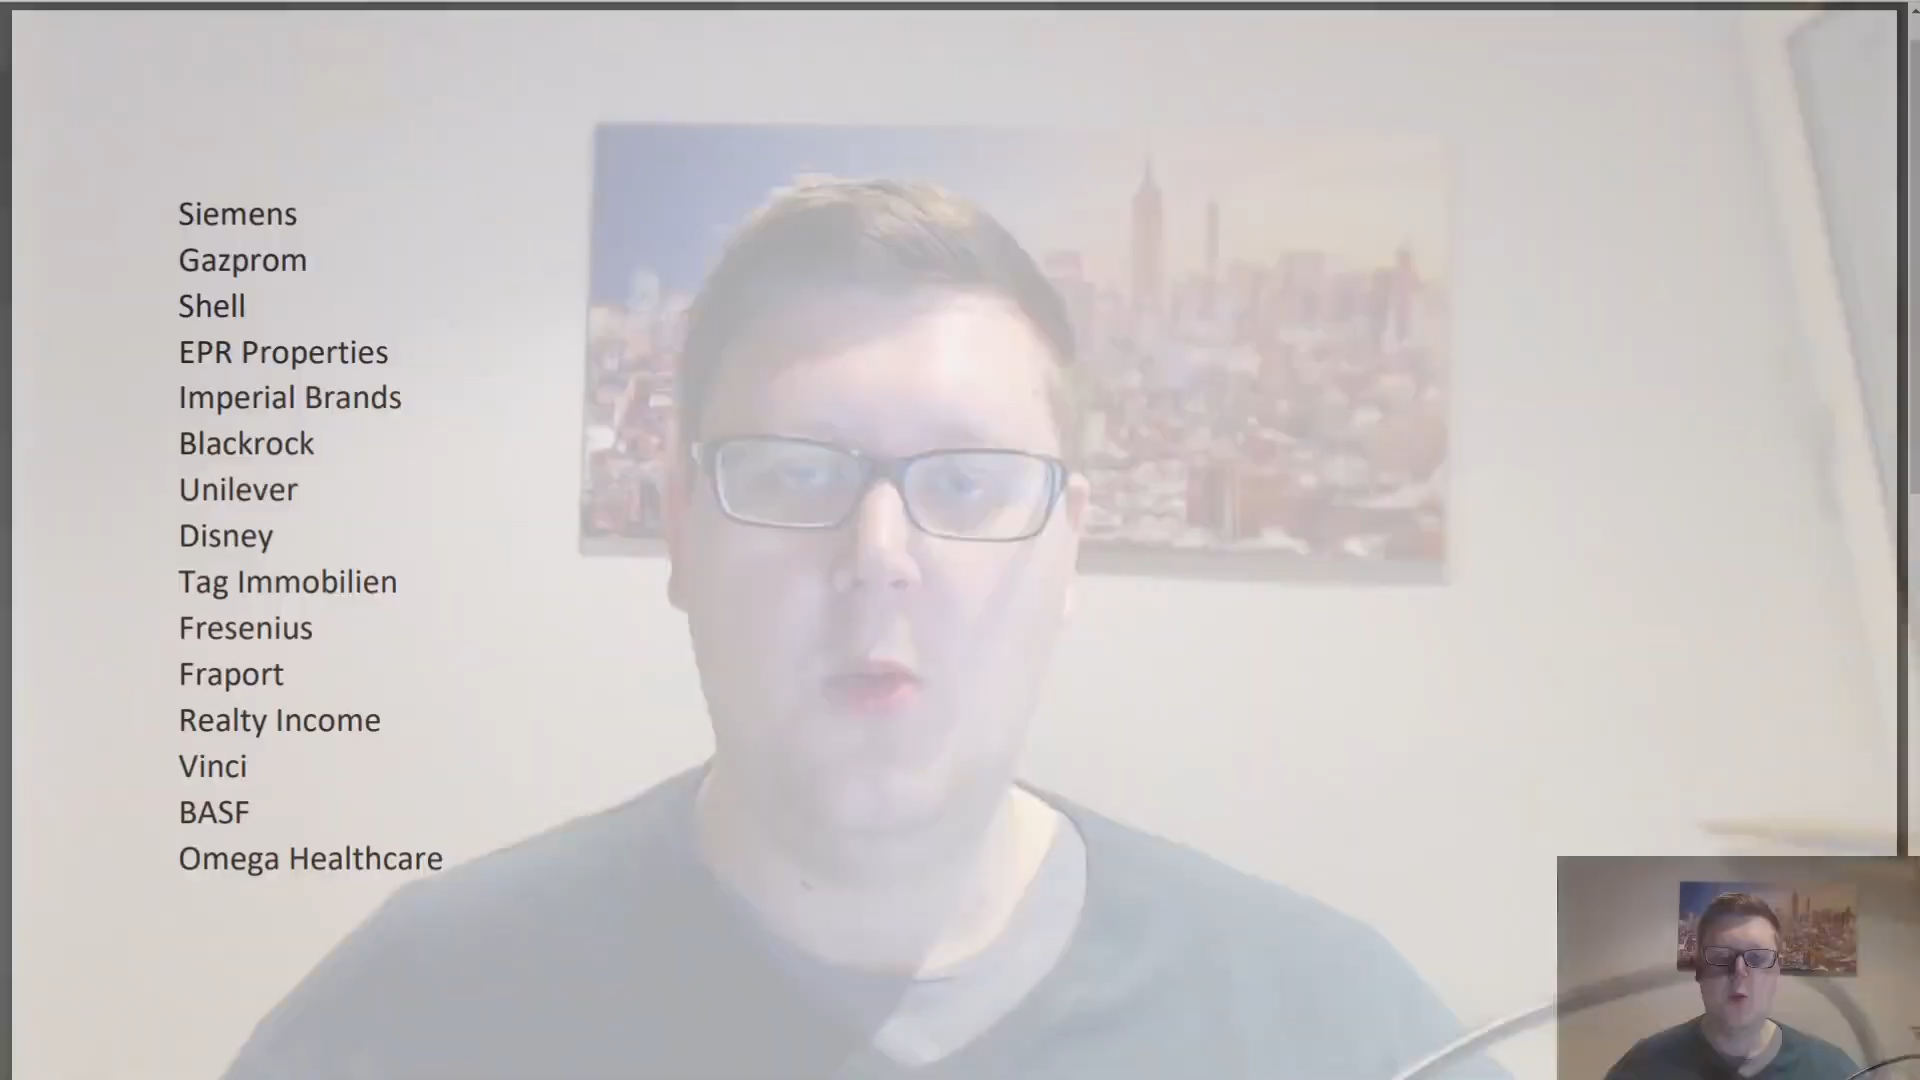 Siemens
Gazprom
Shell
EPR Properties
Imperial Brands
Blackrock
Unilever
Disney
Tag Immobilien
Fresenius
Fraport
Realty Income
Vinci
BASF
Omega Healthcare